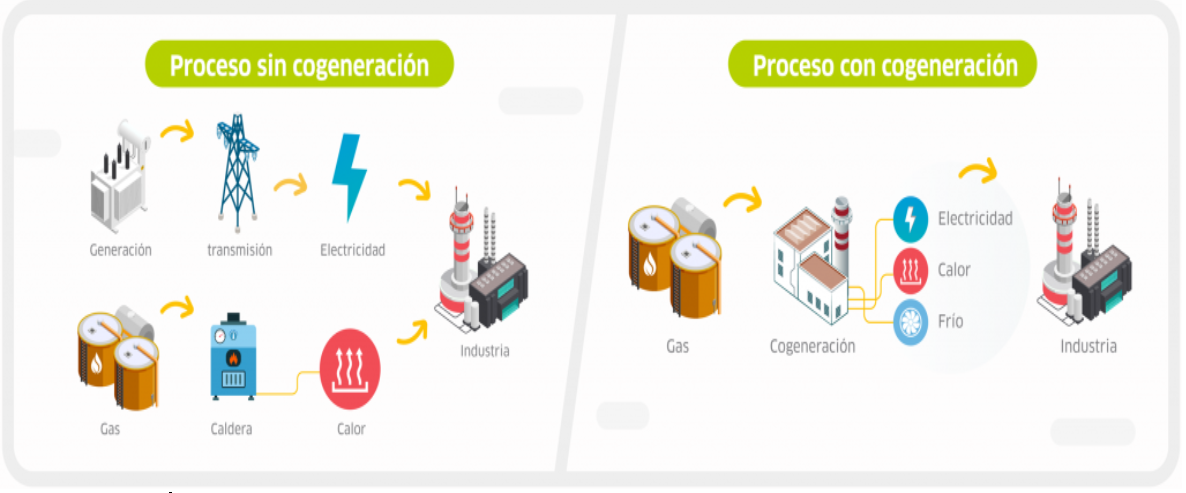 Proceso sin cogeneración
Generación
transmisión
Electricidad
Industria
Gas
Caldera
Calor
Proceso con cogeneración
Gas
Cogeneración
Electricidad
Calor
Frío
Industria